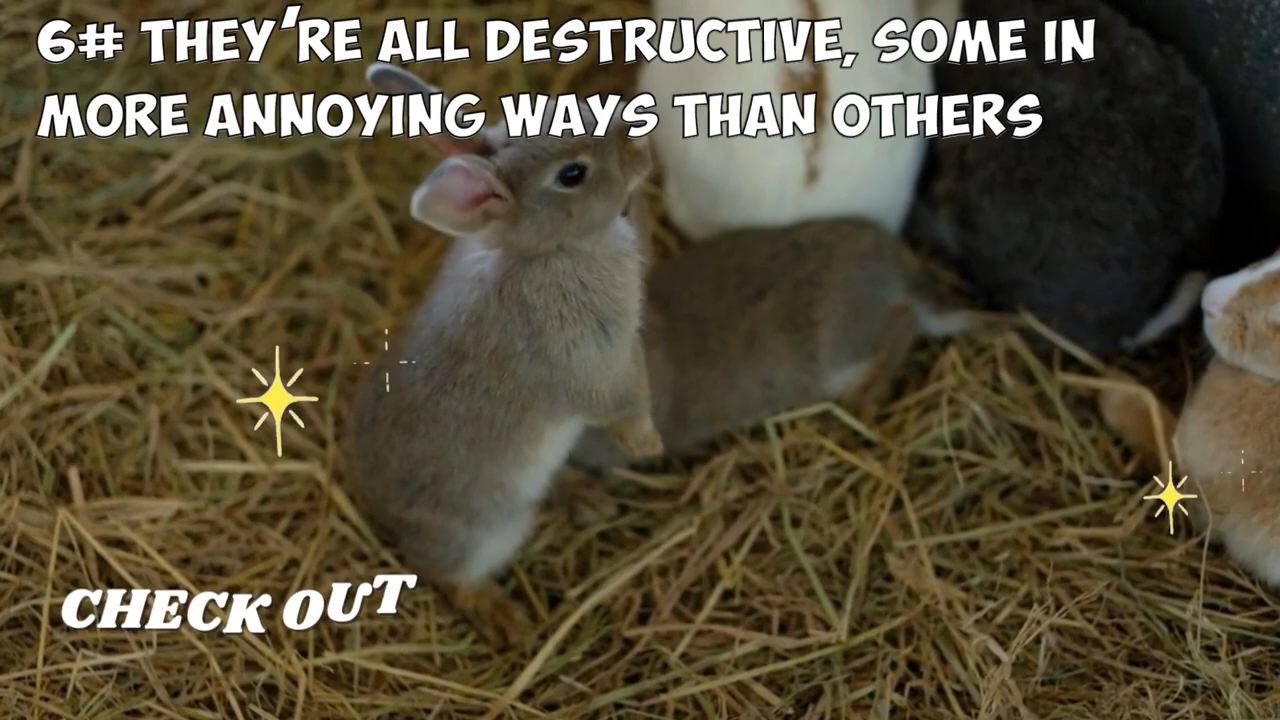 6# THEY'RE ALL DESTRUCTIVE, SOME IN
MORE ANNOYING WAYS THAN OTHERS
CHECK OUT